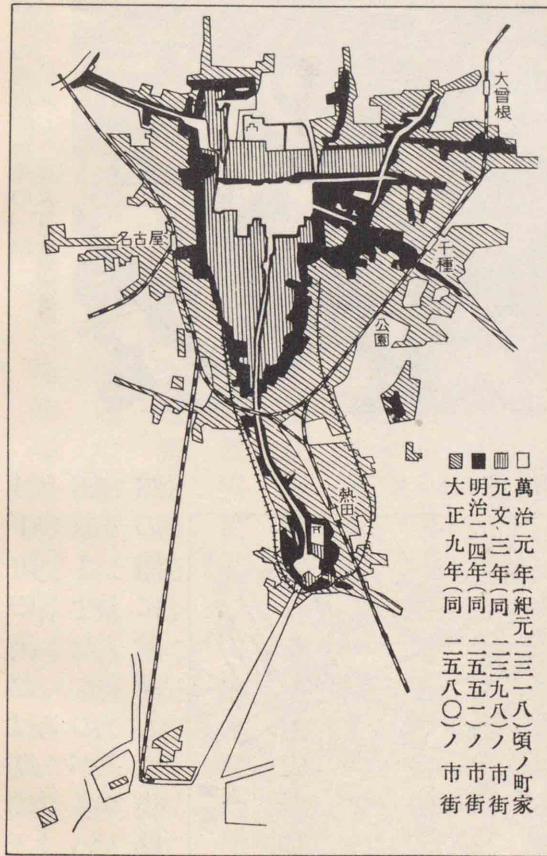 大曾根
千種
公園
名古屋
熱田
萬治元年(紀元二三一八)頃ノ町家
元文三年(同 二三九八)ノ市街
明治二四年(同 二五五一)ノ市街
大正九年(同 二五八〇)ノ市街